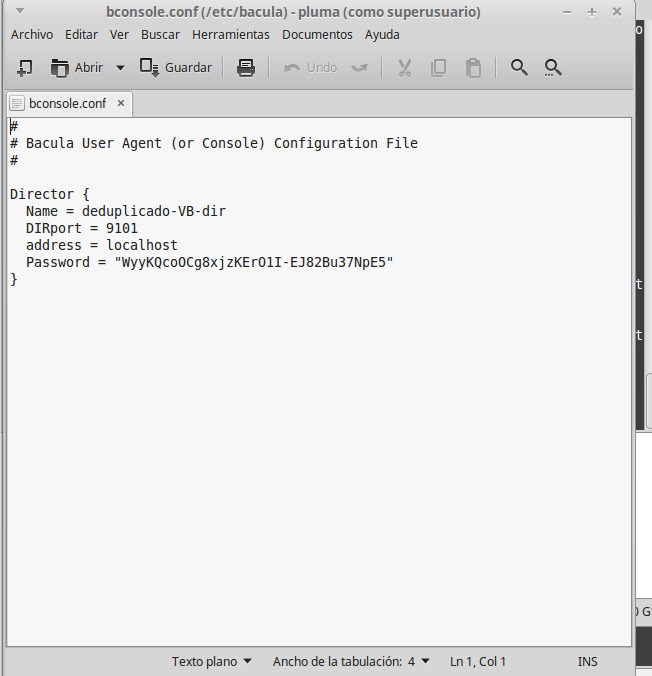 bconsole.conf (/etc/bacula) - pluma (como superusuario)
Archivo Editar Ver Buscar Herramientas Documentos Ayuda
Abrir Guardar Undo
bconsole.conf
#
# Bacula User Agent (or Console) Configuration File
#
Director {
Name = deduplicado-VB-dir
DIRport = 9101
address = localhost
Password = "WyyKQcoOCg8xjzKErO1I-EJ82Bu37NpE5"
}
Texto plano Ancho de la tabulación: 4 Ln 1, Col 1 INS